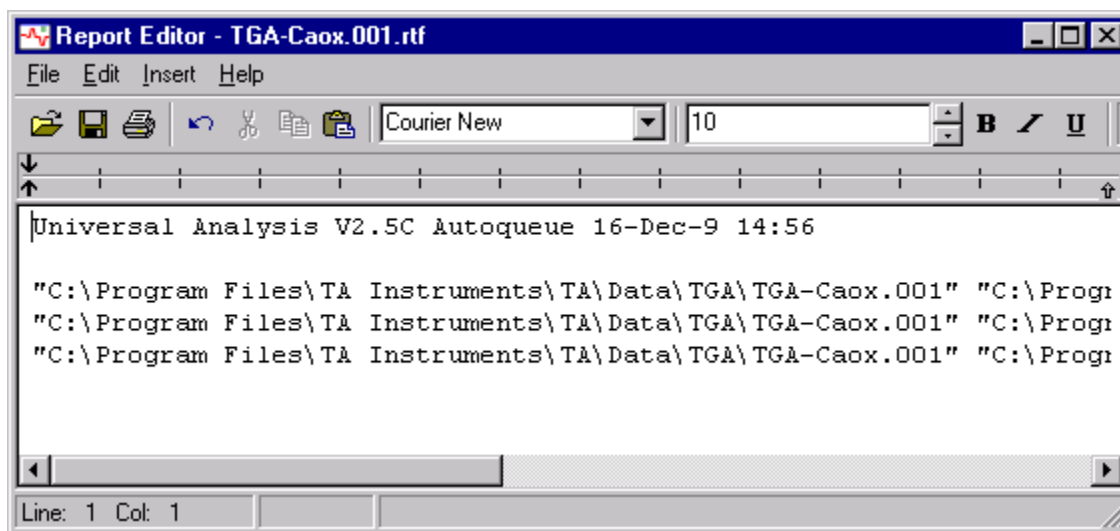 Report Editor - TGA-Caox.001.rtf
File Edit Insert Help
Courier New 10 B I U
Universal Analysis V2.5C Autoqueue 16-Dec-9 14:56
"C:\Program Files\TA Instruments\TA\Data\TGA\TGA-Caox.001" "C:\Progr
"C:\Program Files\TA Instruments\TA\Data\TGA\TGA-Caox.001" "C:\Progr
"C:\Program Files\TA Instruments\TA\Data\TGA\TGA-Caox.001" "C:\Progr
Line: 1 Col: 1